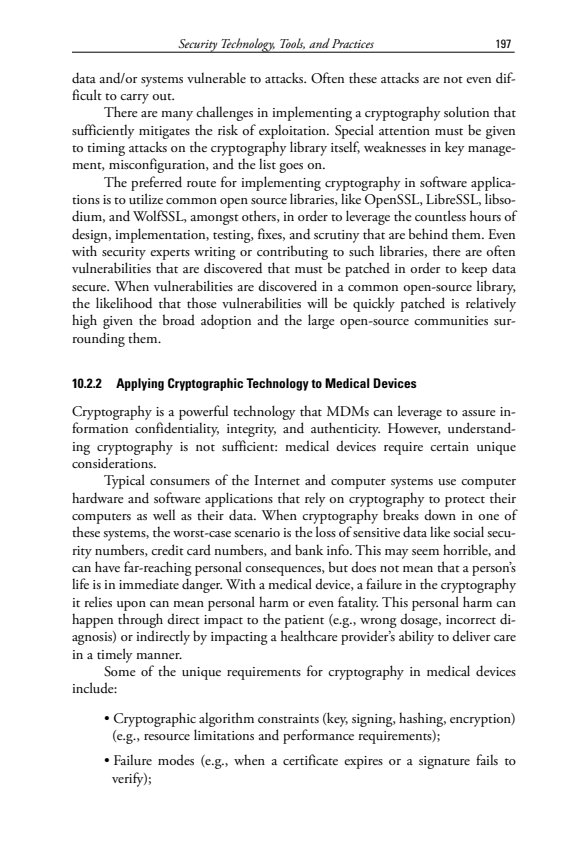 Security Technology, Tools, and Practices 197
data and/or systems vulnerable to attacks. Often these attacks are not even dif-
ficult to carry out.
There are many challenges in implementing a cryptography solution that
sufficiently mitigates the risk of exploitation. Special attention must be given
to timing attacks on the cryptography library itself, weaknesses in key manage-
ment, misconfiguration, and the list goes on.
The preferred route for implementing cryptography in software applica-
tions is to utilize common open source libraries, like OpenSSL, LibreSSL, libso-
dium, and WolfSSL, amongst others, in order to leverage the countless hours of
design, implementation, testing, fixes, and scrutiny that are behind them. Even
with security experts writing or contributing to such libraries, there are often
vulnerabilities that are discovered that must be patched in order to keep data
secure. When vulnerabilities are discovered in a common open-source library,
the likelihood that those vulnerabilities will be quickly patched is relatively
high given the broad adoption and the large open-source communities sur-
rounding them.
10.2.2 Applying Cryptographic Technology to Medical Devices
Cryptography is a powerful technology that MDMs can leverage to assure in-
formation confidentiality, integrity, and authenticity. However, understand-
ing cryptography is not sufficient: medical devices require certain unique
considerations.
Typical consumers of the Internet and computer systems use computer
hardware and software applications that rely on cryptography to protect their
computers as well as their data. When cryptography breaks down in one of
these systems, the worst-case scenario is the loss of sensitive data like social secu-
rity numbers, credit card numbers, and bank info. This may seem horrible, and
can have far-reaching personal consequences, but does not mean that a person's
life is in immediate danger. With a medical device, a failure in the cryptography
it relies upon can mean personal harm or even fatality. This personal harm can
happen through direct impact to the patient (e.g., wrong dosage, incorrect di-
agnosis) or indirectly by impacting a healthcare provider's ability to deliver care
in a timely manner.
Some of the unique requirements for cryptography in medical devices
include:
• Cryptographic algorithm constraints (key, signing, hashing, encryption)
(e.g., resource limitations and performance requirements);
• Failure modes (e.g., when a certificate expires or a signature fails to
verify);